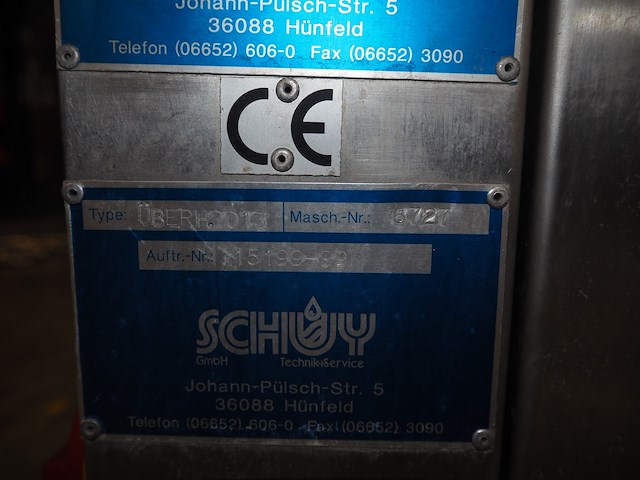 Johann-Pülsch-Str. 5
36088 Hünfeld
Telefon (06652) 606-0 Fax (06652) 3090
CE
Type: Masch.-Nr.:
Auftr.-Nr.:
SCHUY
GmbH Technik+Service
Johann-Pülsch-Str. 5
36088 Hünfeld
Telefon (06652) 606-0 Fax (06652) 3090